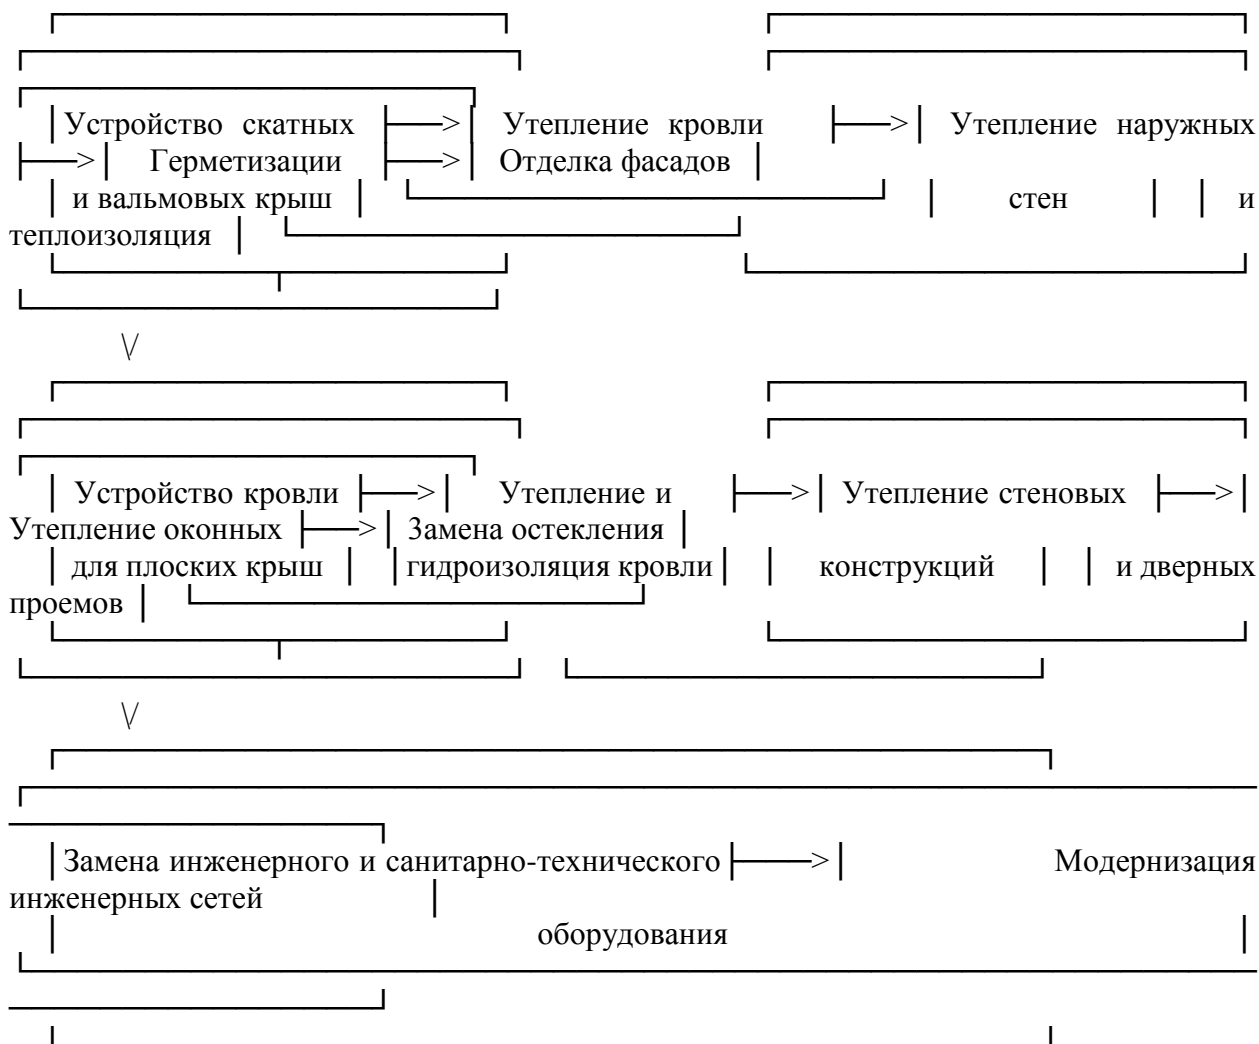 Устройство скатных ├──>│ Утепление кровли ├──>│ Утепление наружных
├──>│ Герметизации ├──>│ Отделка фасадов │
│ и вальмовых крыш │ │ стен │ │ и
теплоизоляция │
\/
│ Устройство кровли ├──>│ Утепление и ├──>│ Утепление стеновых ├──>│
Утепление оконных ├──>│ Замена остекления │
│ для плоских крыш │ │гидроизоляция кровли│ │ конструкций │ │ и дверных
проемов │
\/
│Замена инженерного и санитарно-технического├───>│ Модернизация
инженерных сетей │
│ оборудования │